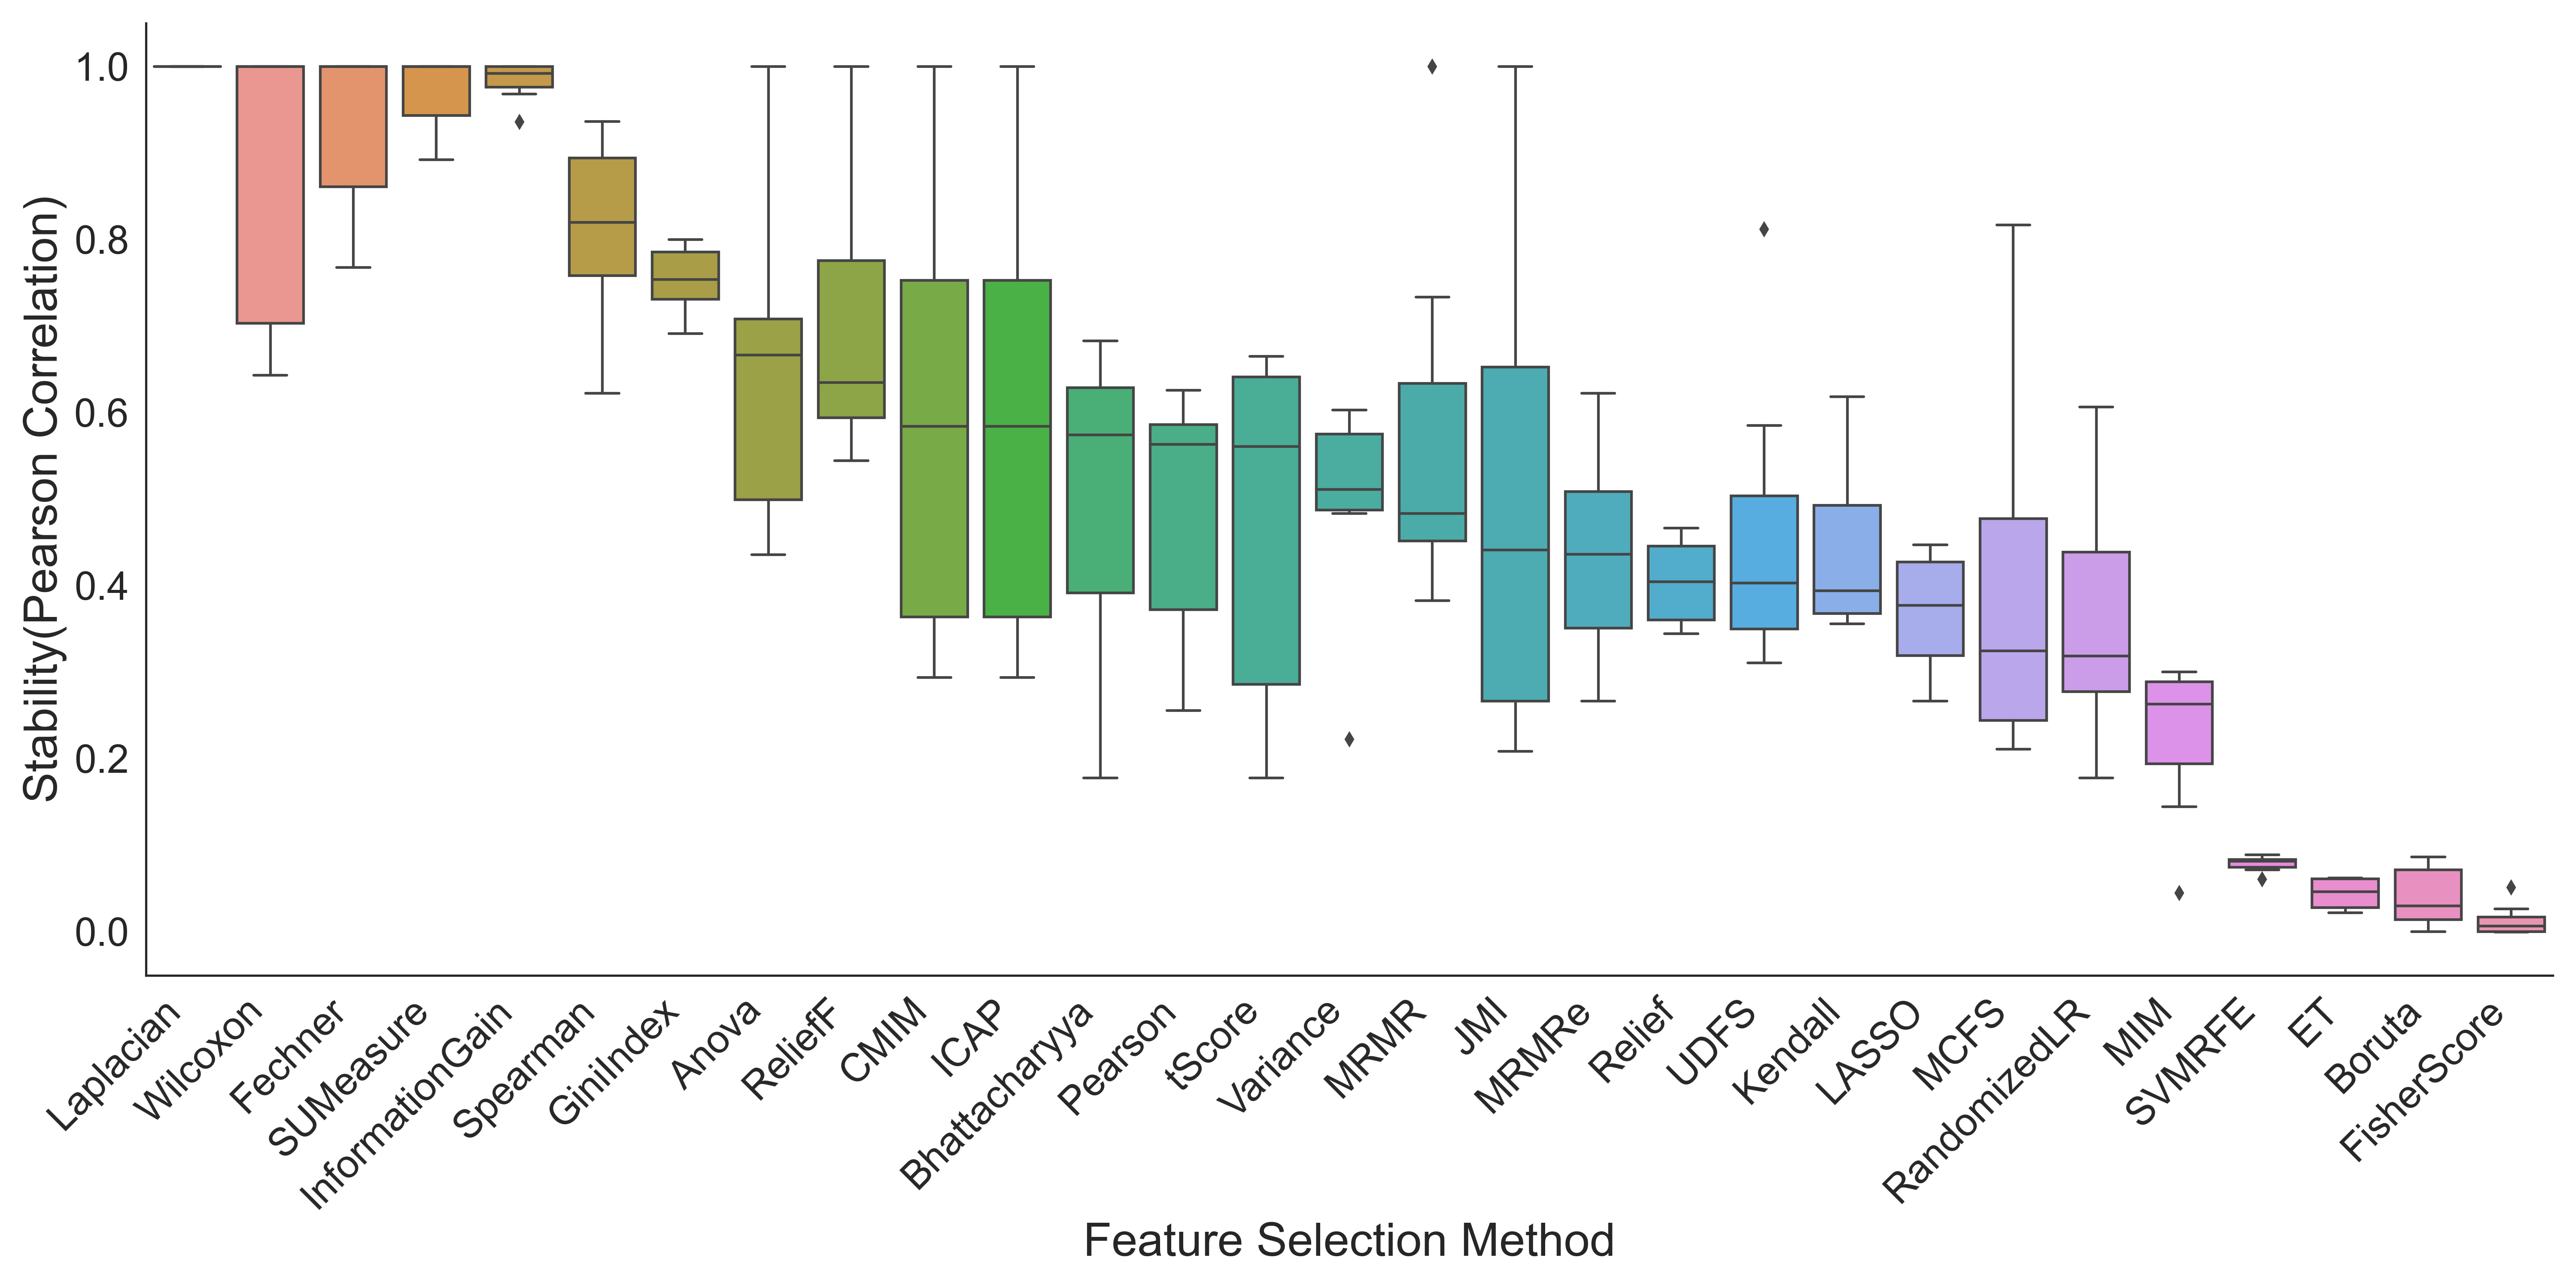 1.0
0.8
0.6
0.4
0.2
0.0
Stability(Pearson Correlation)
Laplacian
Wilcoxon
Fechner
SUMeasure
InformationGain
Spearman
GiniIndex
Anova
ReliefF
CMIM
ICAP
Bhattacharyya
Pearson
tScore
Variance
MRMR
JMI
MRMRe
Relief
UDFS
Kendall
LASSO
MCFS
RandomizedLR
MIM
SVMRFE
ET
Boruta
FisherScore
Feature Selection Method